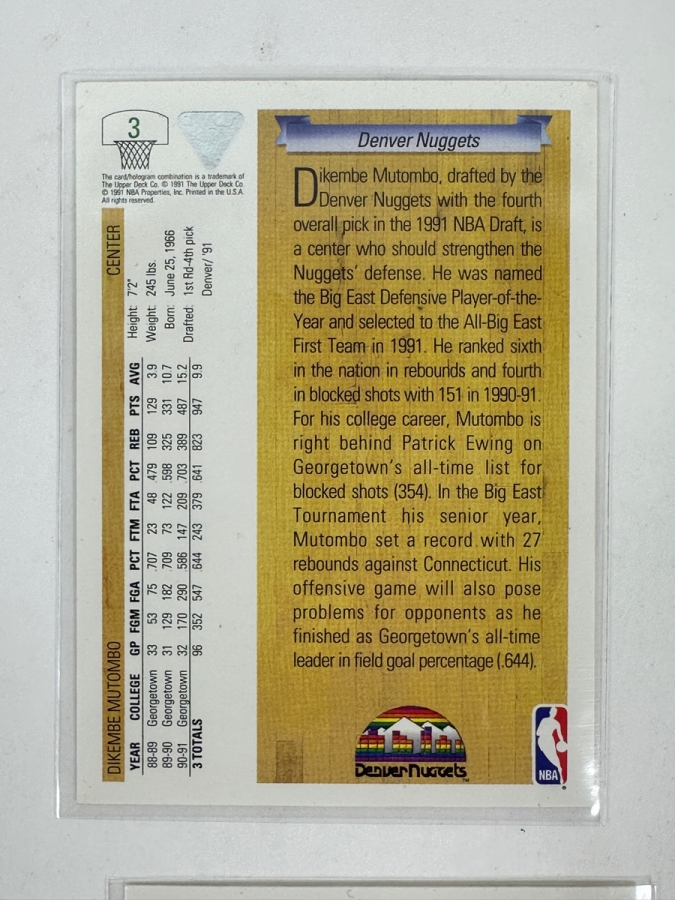 3
The card/hologram combination is a trademark of
The Upper Deck Co. © 1991 The Upper Deck Co.
© 1991 NBA Properties, Inc. Printed in the U.S.A.
All rights reserved.
DIKEMBE MUTOMBO CENTER
Height: 7'2"
Weight: 245 lbs.
Born: June 25, 1966
Drafted: 1st Rd-4th pick
Denver/ '91
YEAR COLLEGE GP FGM FGA PCT FTM FTA PCT REB PTS AVG
88-89 Georgetown 33 53 75 .707 23 48 .479 109 129 3.9
89-90 Georgetown 31 129 182 .709 73 122 .598 325 331 10.7
90-91 Georgetown 32 170 290 .586 147 209 .703 389 487 15.2
3 TOTALS 96 352 547 .644 243 379 .641 823 947 9.9
Denver Nuggets
Dikembe Mutombo, drafted by the
Denver Nuggets with the fourth
overall pick in the 1991 NBA Draft, is
a center who should strengthen the
Nuggets' defense. He was named
the Big East Defensive Player-of-the-
Year and selected to the All-Big East
First Team in 1991. He ranked sixth
in the nation in rebounds and fourth
in blocked shots with 151 in 1990-91.
For his college career, Mutombo is
right behind Patrick Ewing on
Georgetown's all-time list for
blocked shots (354). In the Big East
Tournament his senior year,
Mutombo set a record with 27
rebounds against Connecticut. His
offensive game will also pose
problems for opponents as he
finished as Georgetown's all-time
leader in field goal percentage (.644).
Denver Nuggets
TM
NBA
®